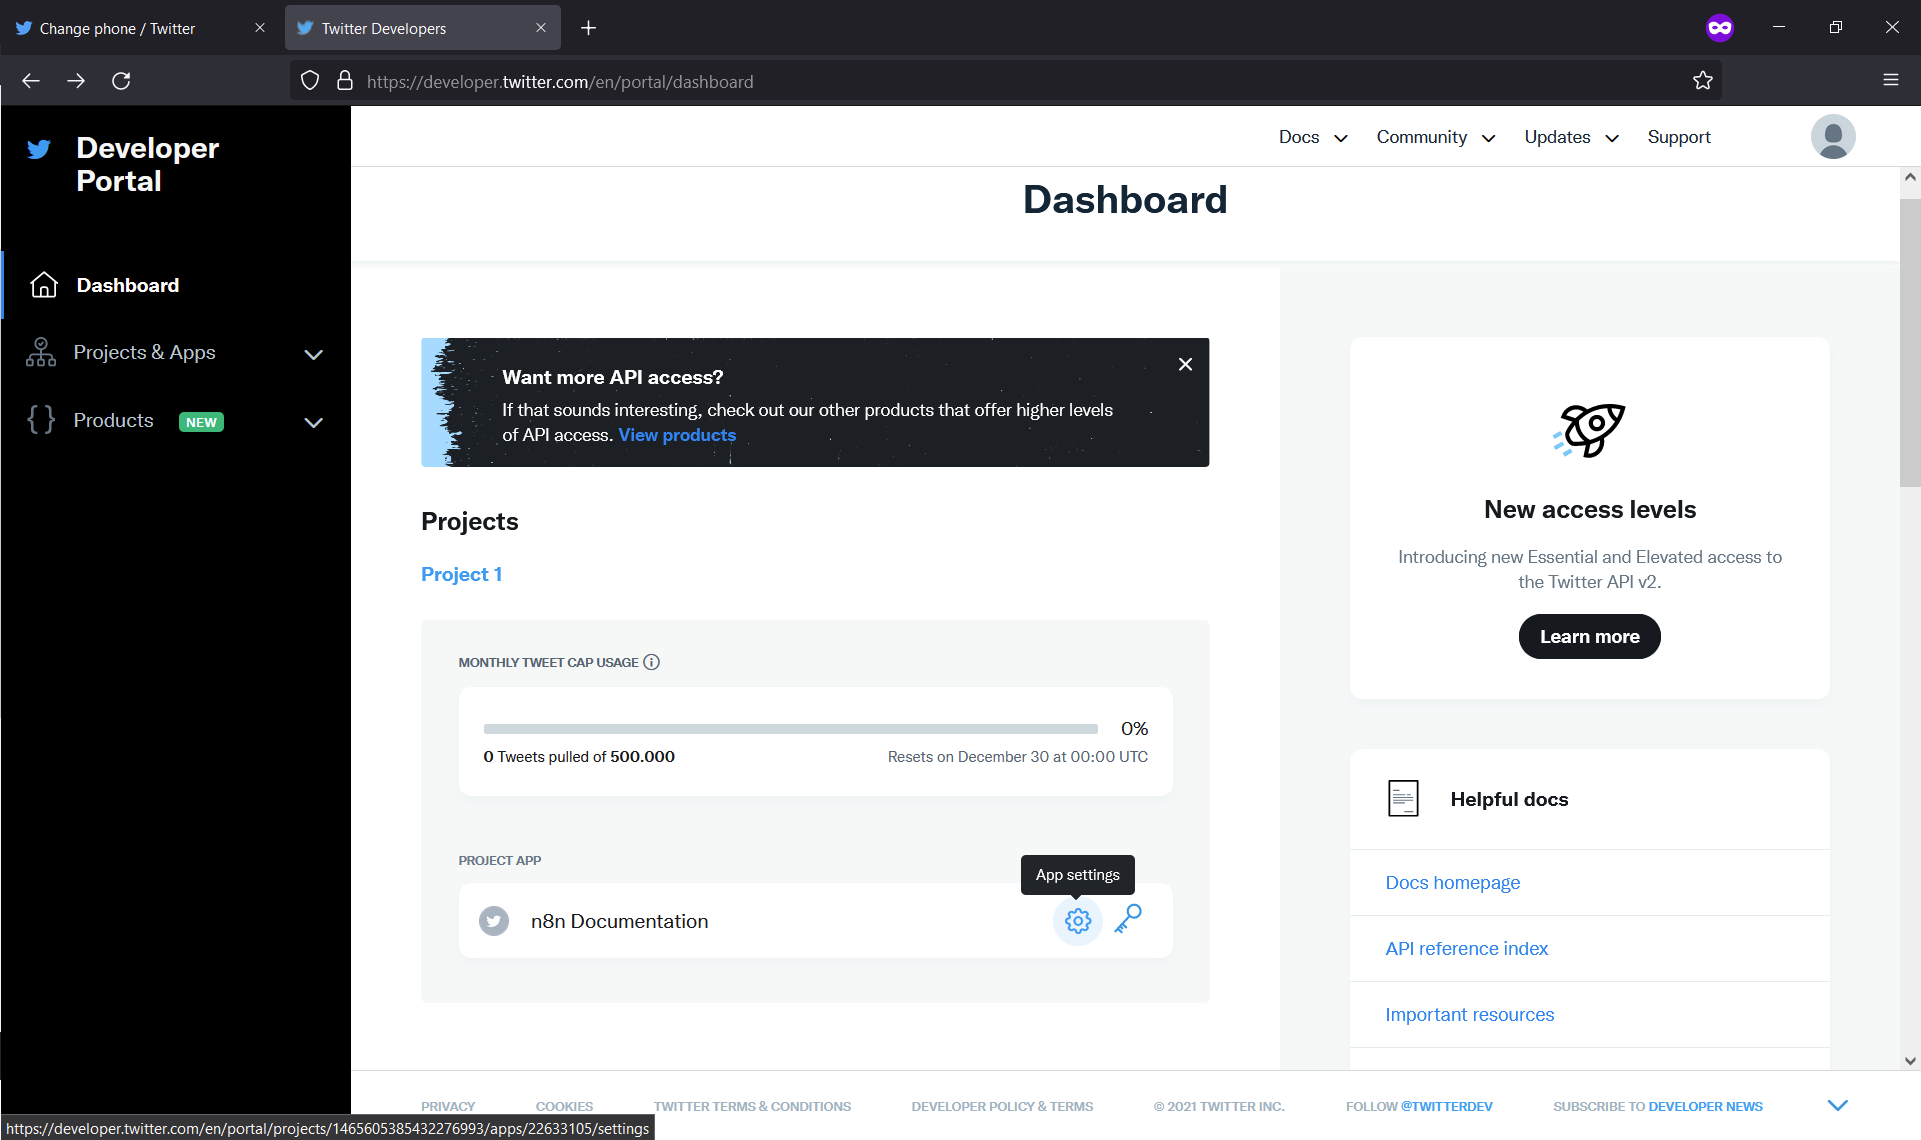 Change phone / Twitter
Twitter Developers
https://developer.twitter.com/en/portal/dashboard
Developer
Portal
Docs
Community
Updates
Support
Dashboard
Dashboard
Projects & Apps
Products
NEW
Want more API access?
If that sounds interesting, check out our other products that offer higher levels
of API access. View products
Projects
Project 1
MONTHLY TWEET CAP USAGE
0%
0 Tweets pulled of 500.000
Resets on December 30 at 00:00 UTC
PROJECT APP
App settings
n8n Documentation
New access levels
Introducing new Essential and Elevated access to
the Twitter API v2.
Learn more
Helpful docs
Docs homepage
API reference index
Important resources
PRIVACY
COOKIES
TWITTER TERMS & CONDITIONS
DEVELOPER POLICY & TERMS
© 2021 TWITTER INC.
FOLLOW @TWITTERDEV
SUBSCRIBE TO DEVELOPER NEWS
https://developer.twitter.com/en/portal/projects/1465605385432276993/apps/22633105/settings